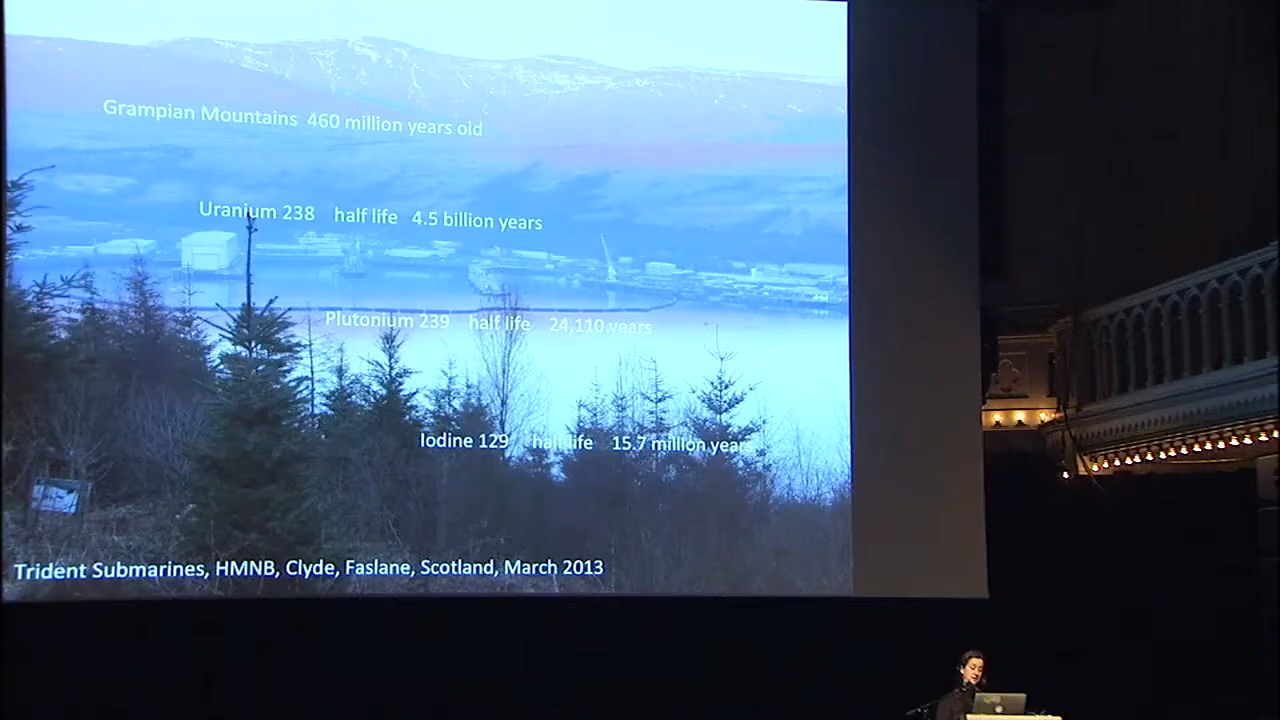 Grampian Mountains 460 million years old
Uranium 238 half life 4.5 billion years
Plutonium 239 half life 24,110 years
Iodine 129 half life 15.7 million years
Trident Submarines, HMNB, Clyde, Faslane, Scotland, March 2013